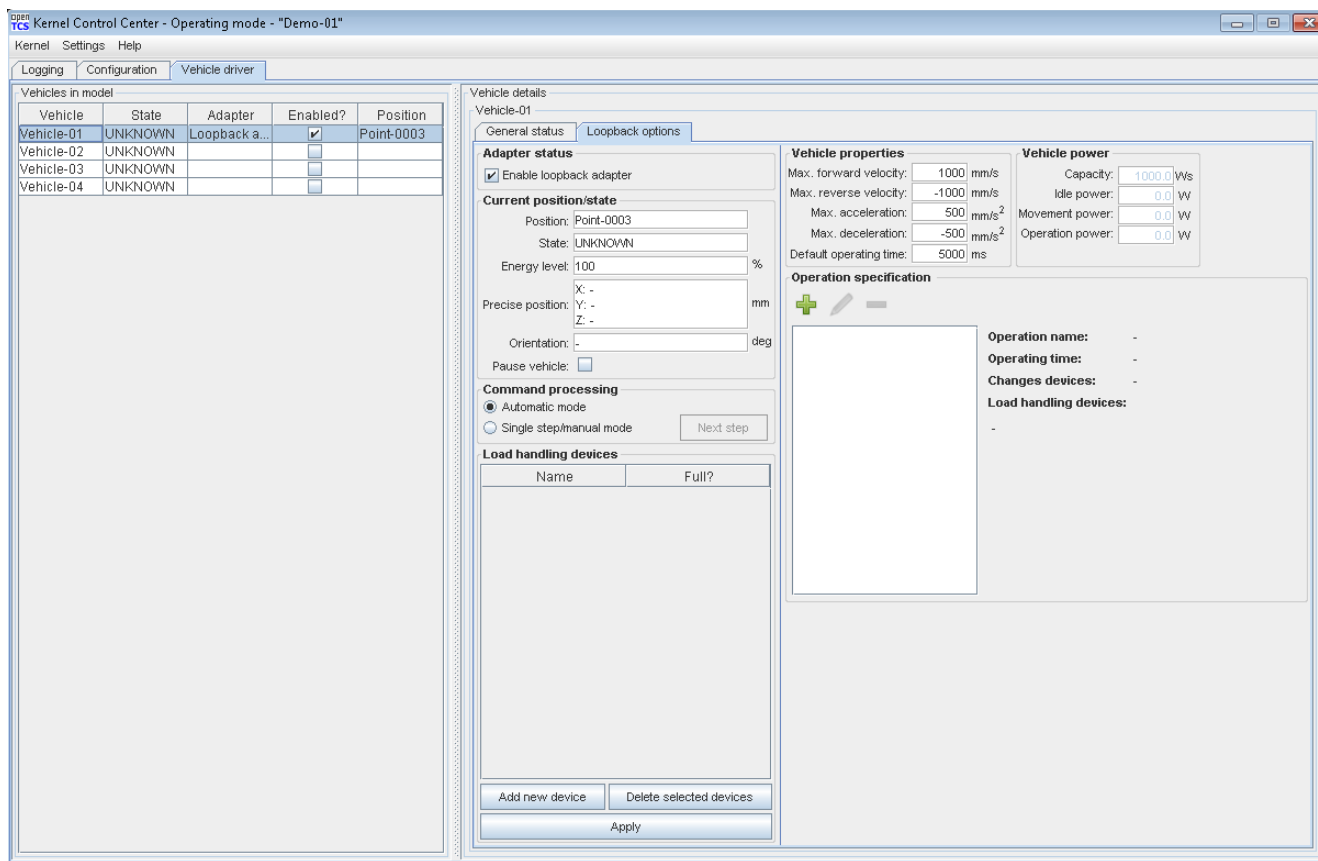 open TCS Kernel Control Center - Operating mode - "Demo-01"
Kernel Settings Help
Logging Configuration Vehicle driver
Vehicles in model
Vehicle State Adapter Enabled? Position
Vehicle-01 UNKNOWN Loopback a... Point-0003
Vehicle-02 UNKNOWN
Vehicle-03 UNKNOWN
Vehicle-04 UNKNOWN
Vehicle details
Vehicle-01
General status Loopback options
Adapter status
Enable loopback adapter
Current position/state
Position: Point-0003
State: UNKNOWN
Energy level: 100 %
Precise position: X: -
Y: - mm
Z: -
Orientation: - deg
Pause vehicle:
Command processing
Automatic mode
Single step/manual mode Next step
Load handling devices
Name Full?
Add new device Delete selected devices
Apply
Vehicle properties
Max. forward velocity: 1000 mm/s
Max. reverse velocity: -1000 mm/s
Max. acceleration: 500 mm/s²
Max. deceleration: -500 mm/s²
Default operating time: 5000 ms
Vehicle power
Capacity: 1000.0 Ws
Idle power: 0.0 W
Movement power: 0.0 W
Operation power: 0.0 W
Operation specification
Operation name: -
Operating time: -
Changes devices: -
Load handling devices:
-